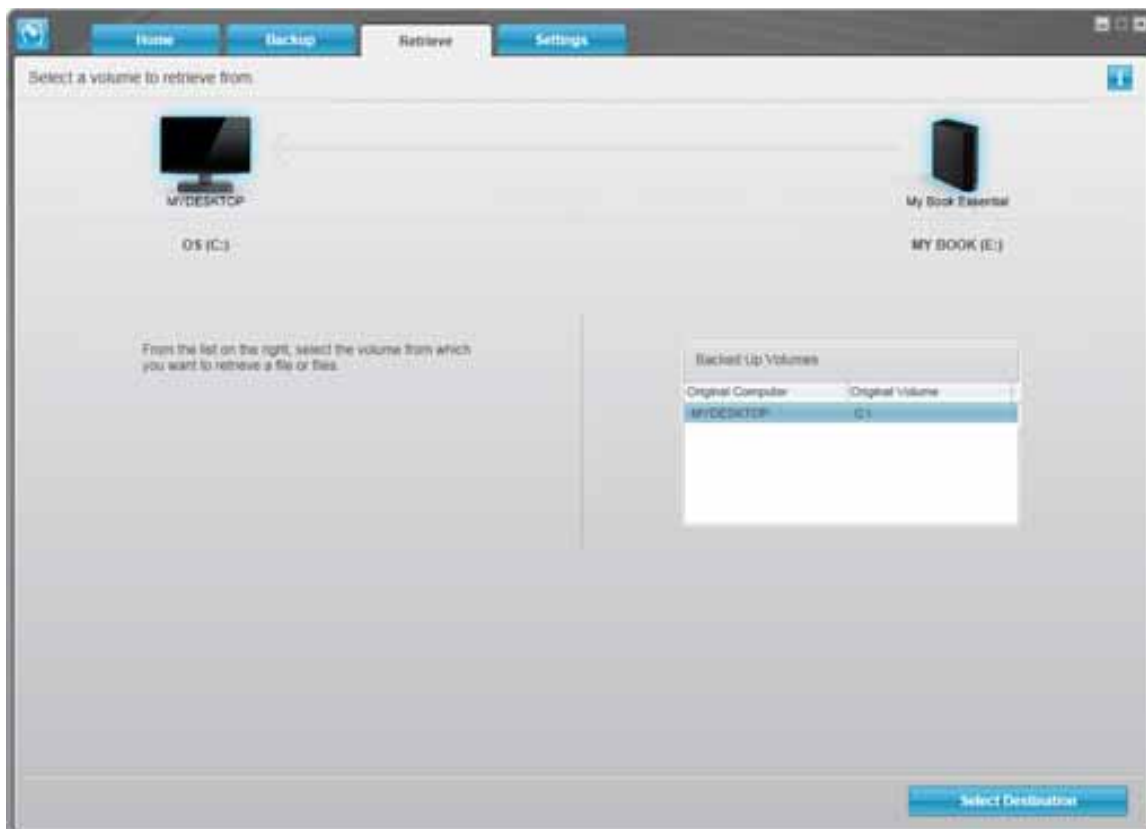 Home Backup Retrieve Settings
Select a volume to retrieve from
MYDESKTOP
My Book Essential
OS (C:)
MY BOOK (E:)
From the list on the right, select the volume from which
you want to retrieve a file or files.
Backed Up Volumes
Original Computer Original Volume
MYDESKTOP C:\
Select Destination